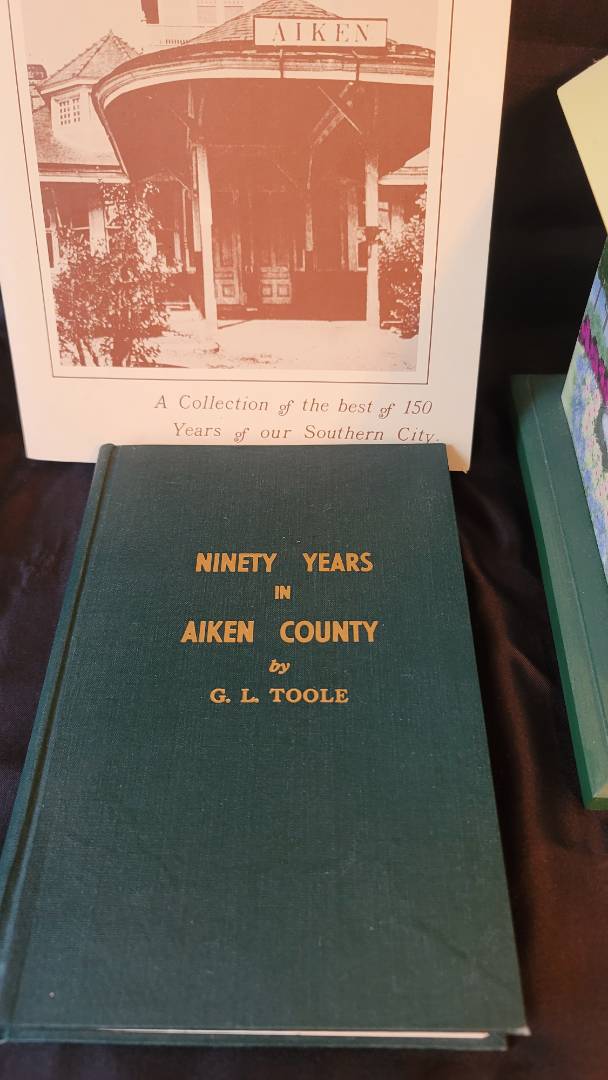 AIKEN
A Collection of the best of 150
Years of our Southern City.
NINETY YEARS
IN
AIKEN COUNTY
by
G. L. TOOLE